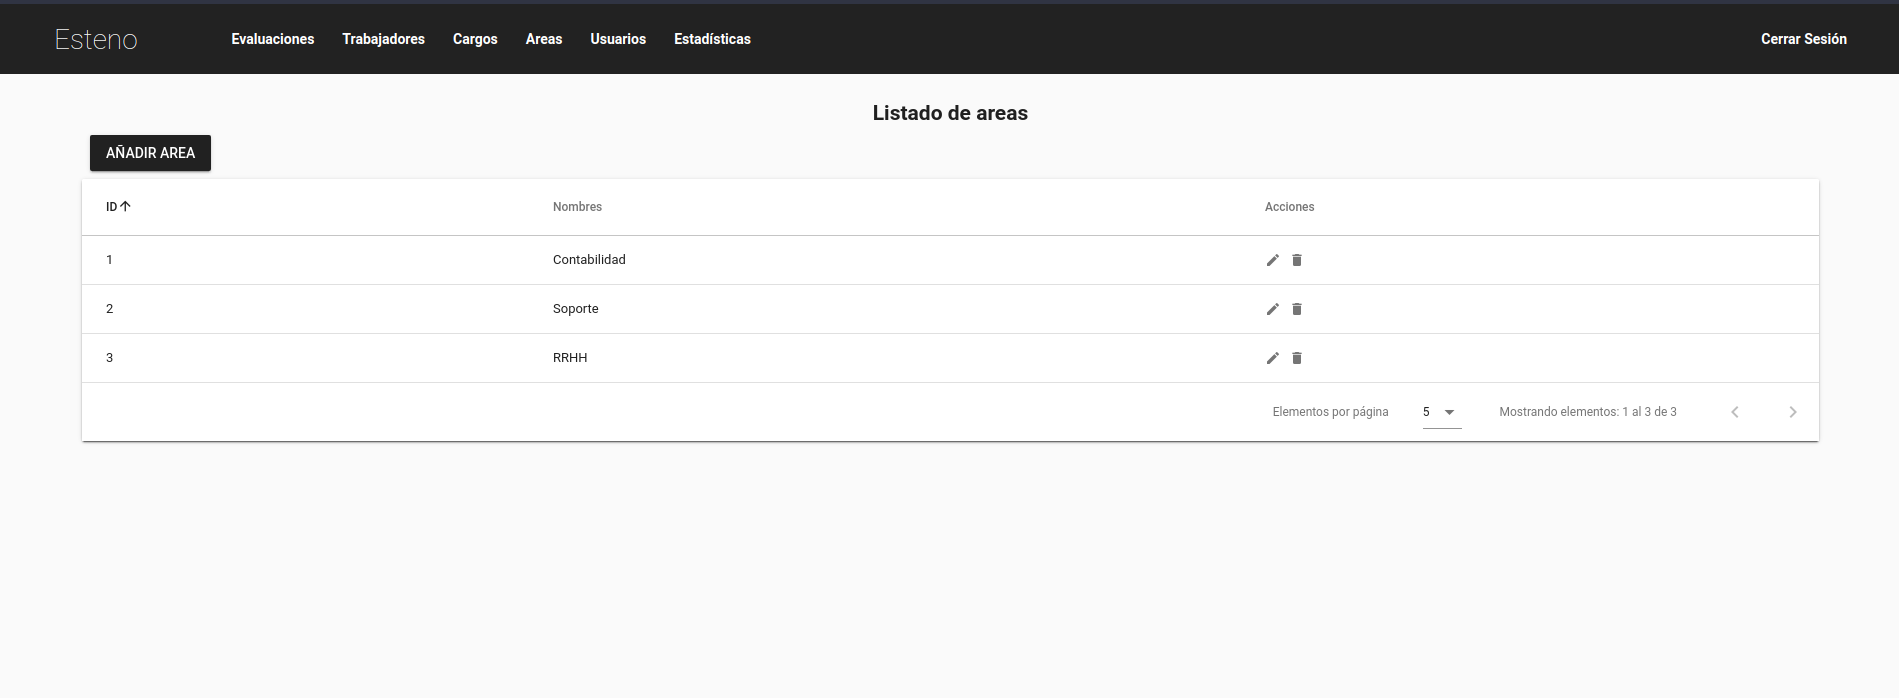 Esteno Evaluaciones Trabajadores Cargos Areas Usuarios Estadísticas Cerrar Sesión
Listado de areas
AÑADIR AREA
ID Nombres Acciones
1 Contabilidad
2 Soporte
3 RRHH
Elementos por página 5 Mostrando elementos: 1 al 3 de 3